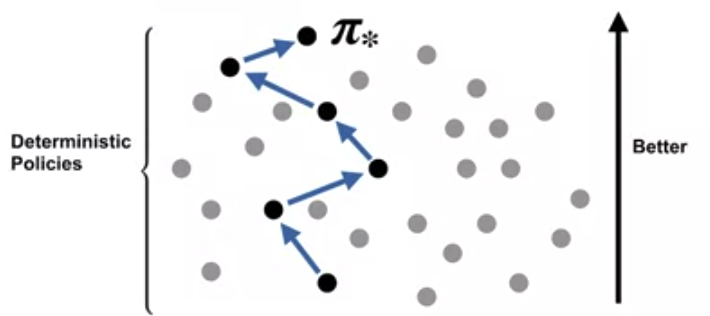 π*
Deterministic
Policies
Better